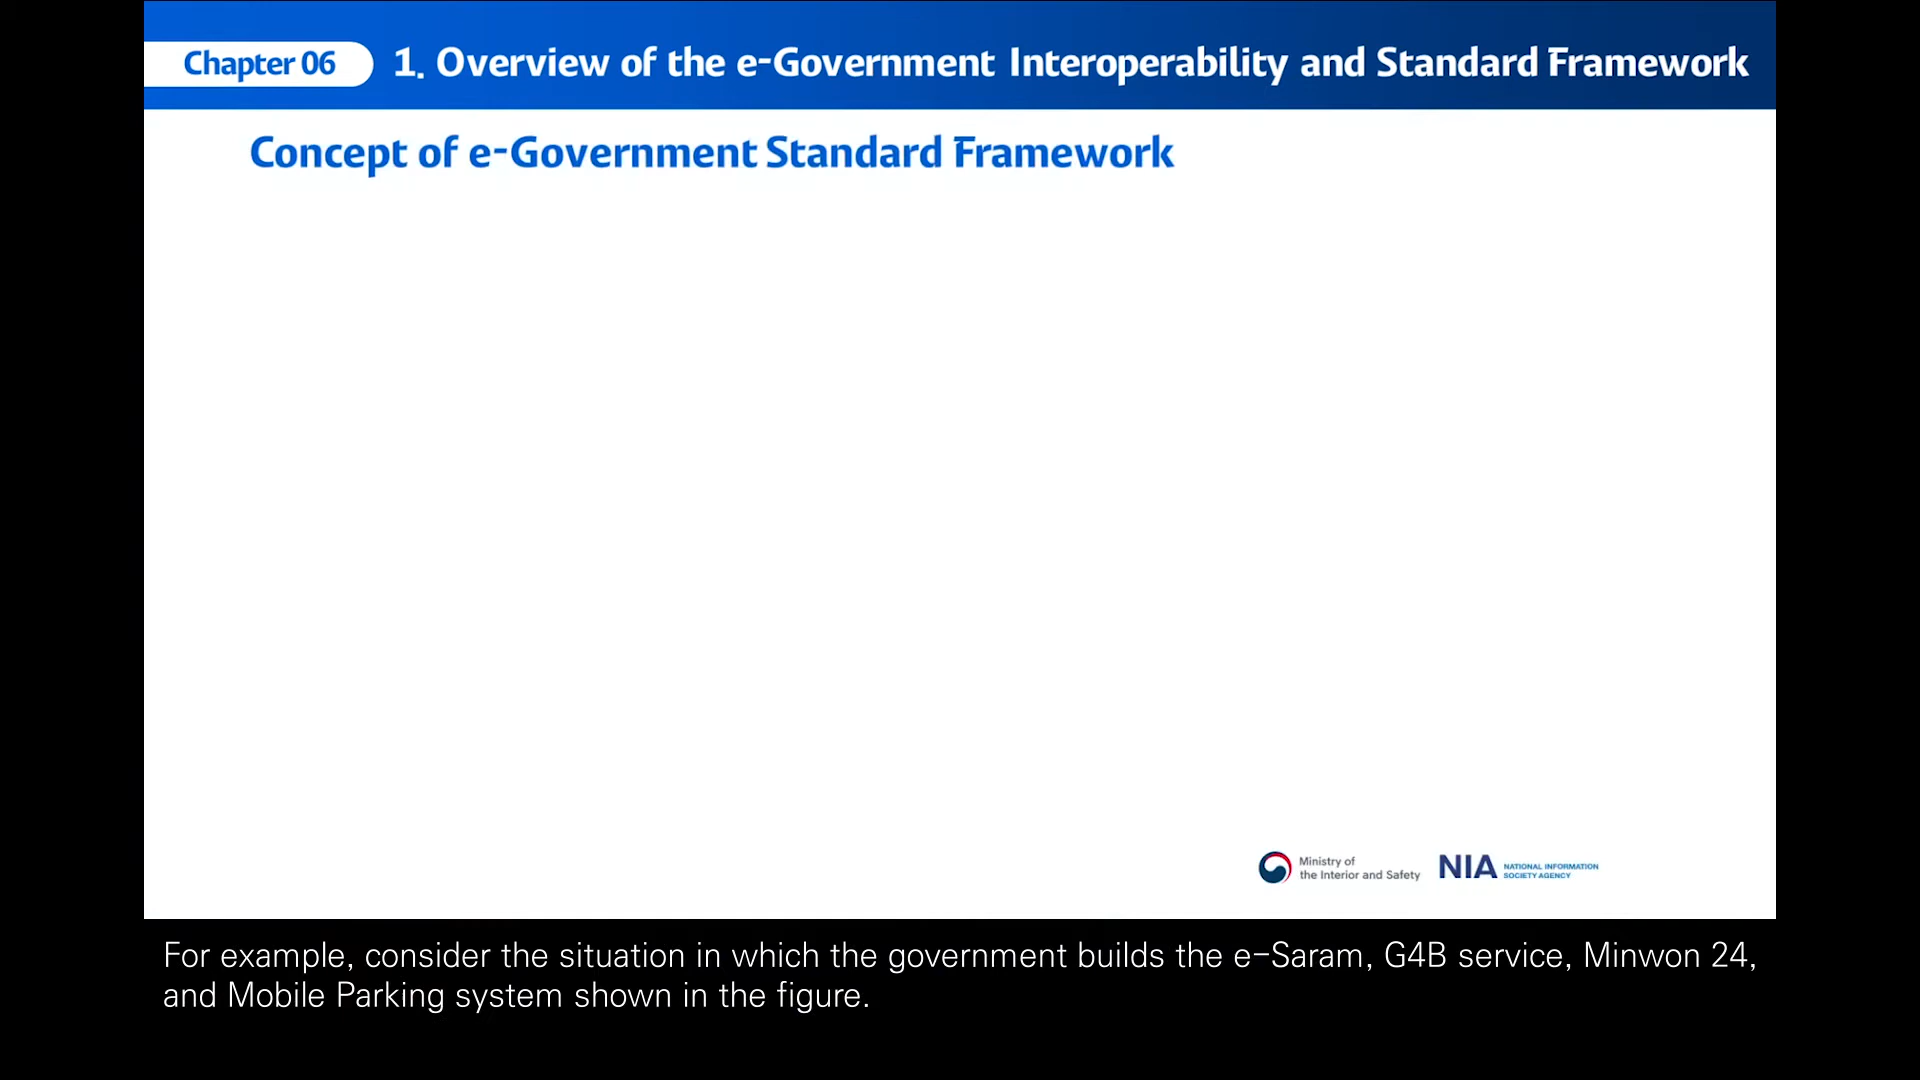 Chapter 06
1. Overview of the e-Government Interoperability and Standard Framework
Concept of e-Government Standard Framework
Ministry of
the Interior and Safety
NIA
NATIONAL INFORMATION
SOCIETY AGENCY
For example, consider the situation in which the government builds the e-Saram, G4B service, Minwon 24,
and Mobile Parking system shown in the figure.